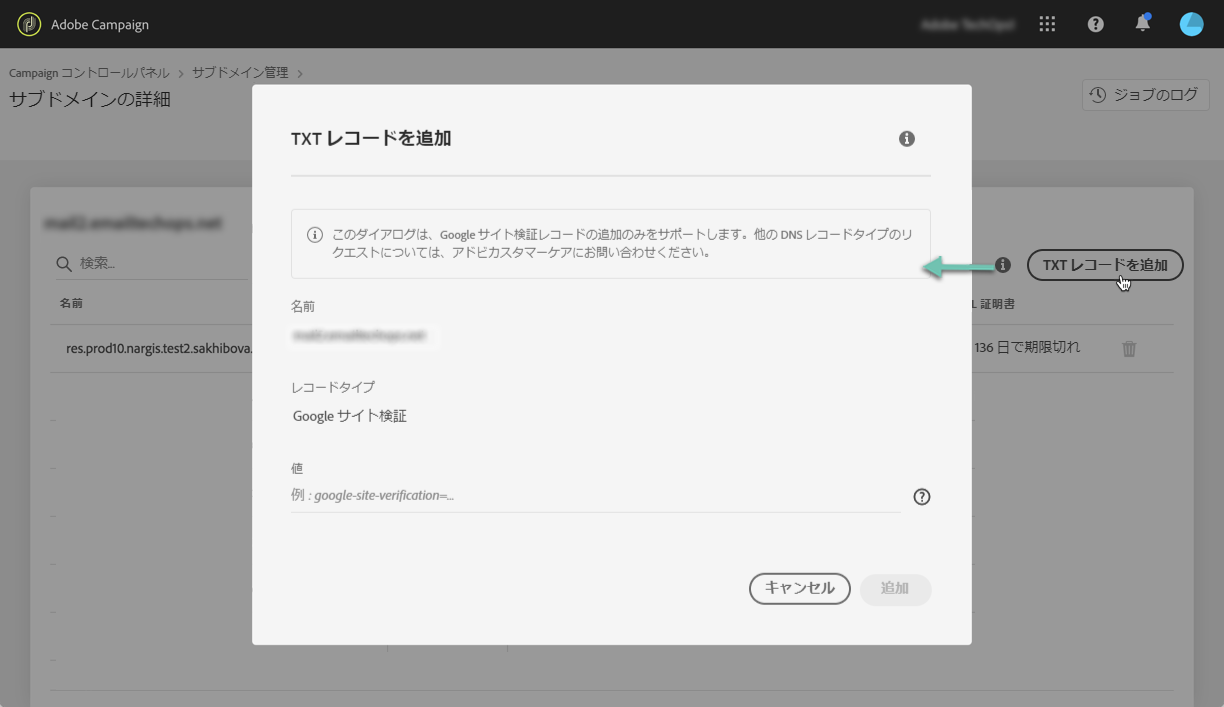 Adobe Campaign
Campaign コントロールパネル > サブドメイン管理 >
サブドメインの詳細
ジョブのログ
TXT レコードを追加
このダイアログは、Google サイト検証レコードの追加のみをサポートします。他の DNS レコードタイプのリ
クエストについては、アドビカスタマーケアにお問い合わせください。
検索...
TXT レコードを追加
名前
名前
L 証明書
res.prod10.nargis.test2.sakhibova.
136 日で期限切れ
レコードタイプ
Google サイト検証
値
例 : google-site-verification=...
キャンセル
追加